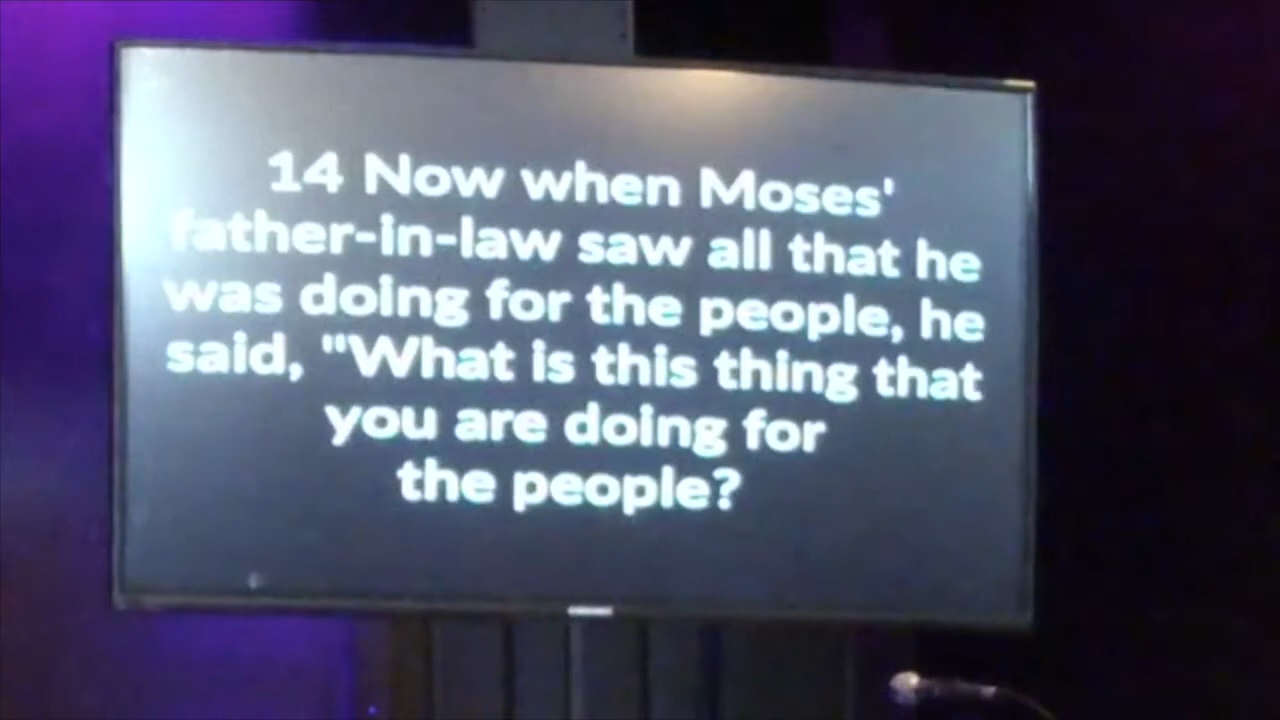 14 Now when Moses'
father-in-law saw all that he
was doing for the people, he
said, "What is this thing that
you are doing for
the people?